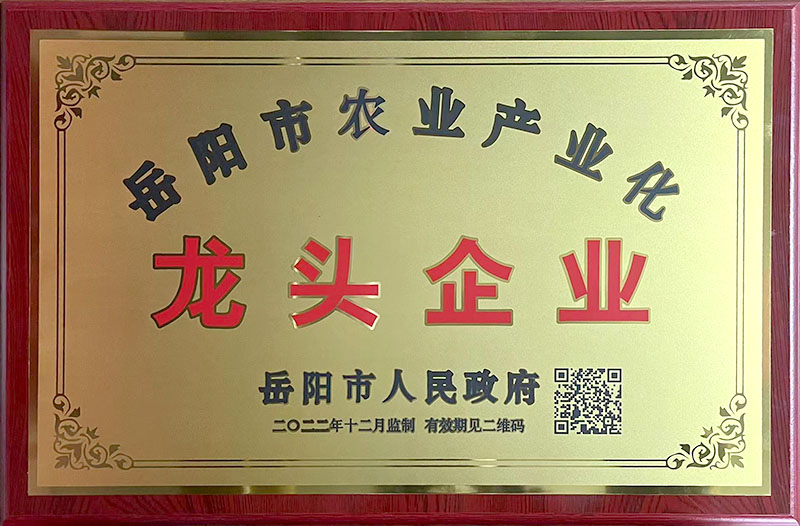 岳阳市农业产业化
龙头企业
岳阳市人民政府
二〇二二年十二月监制 有效期见二维码